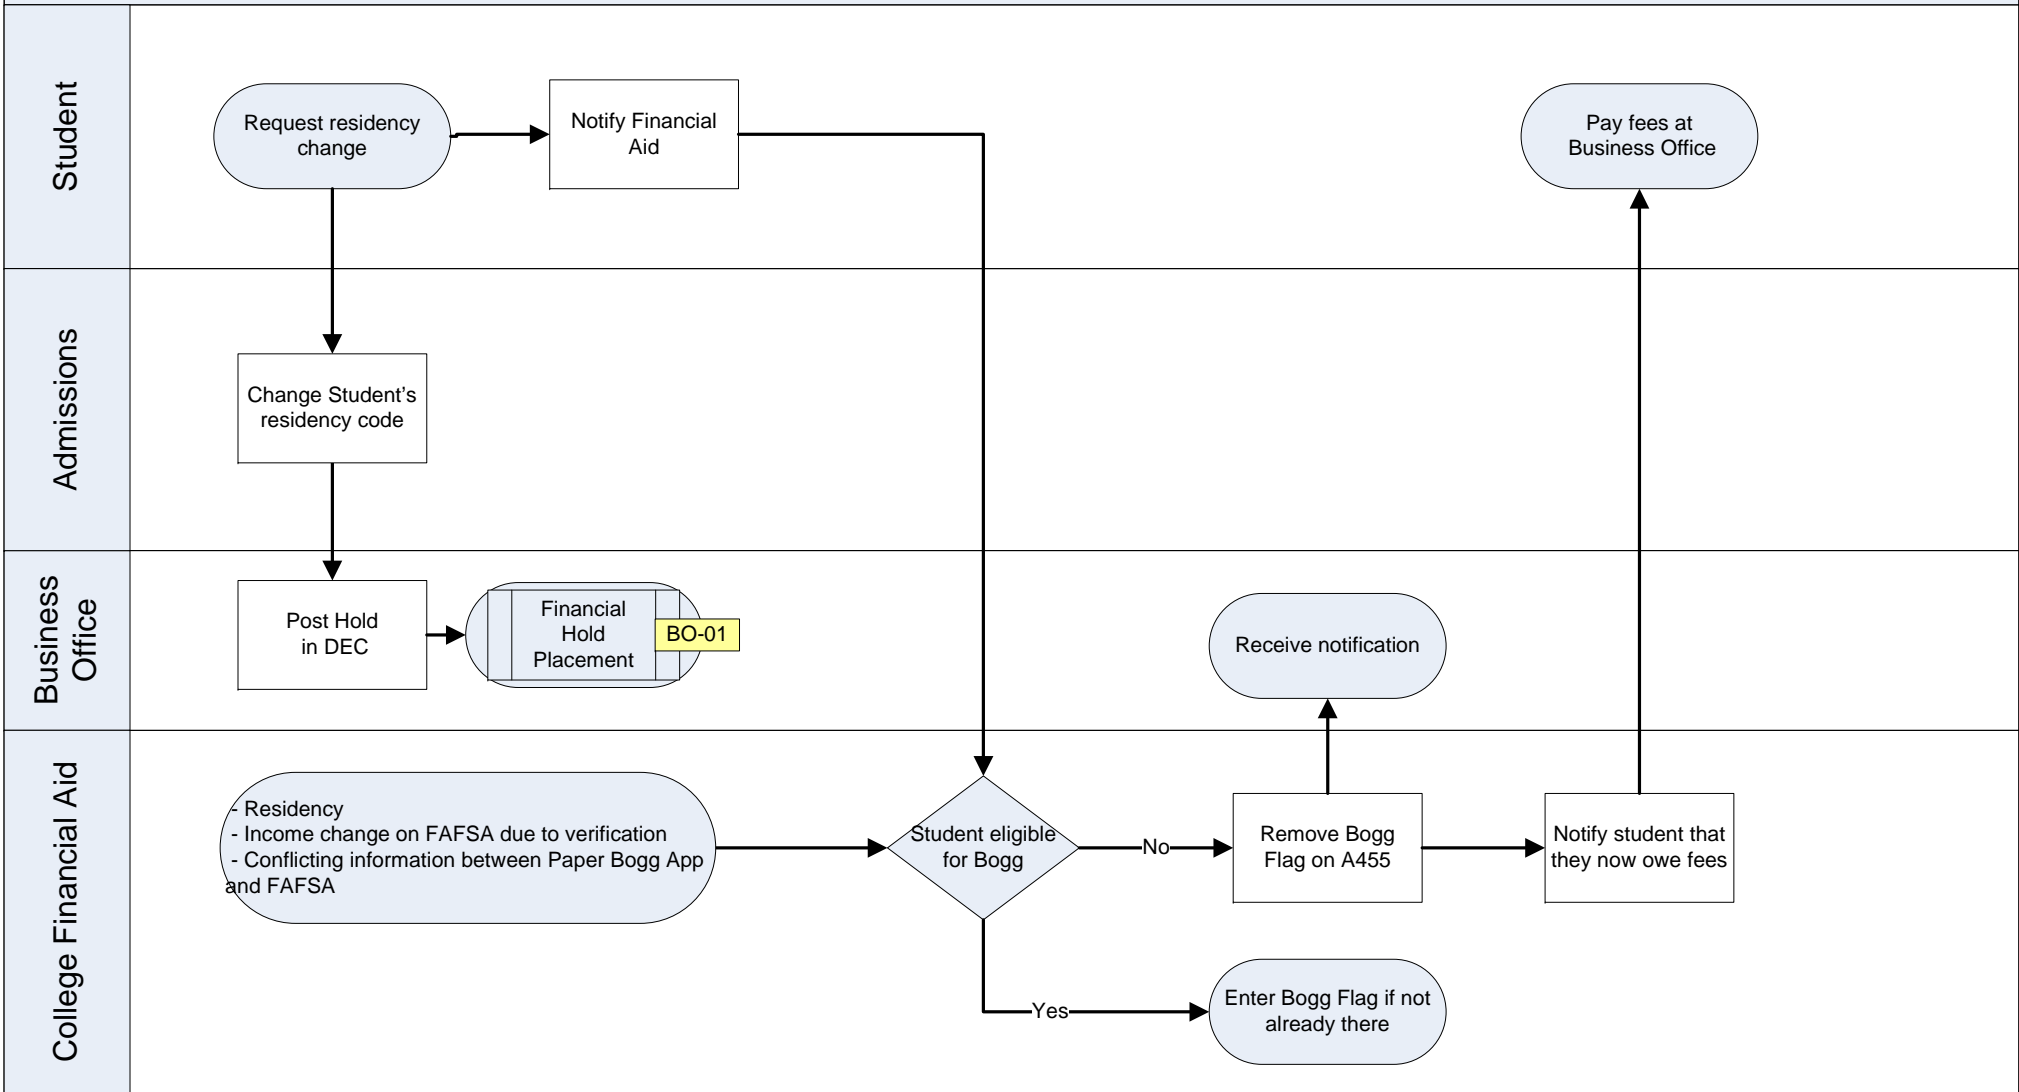 Student
Request residency
change
Notify Financial
Aid
Pay fees at
Business Office
Admissions
Change Student's
residency code
Business
Office
Post Hold
in DEC
Financial
Hold
Placement
BO-01
Receive notification
College Financial Aid
- Residency
- Income change on FAFSA due to verification
- Conflicting information between Paper Bogg App
and FAFSA
Student eligible
for Bogg
No
Remove Bogg
Flag on A455
Notify student that
they now owe fees
Yes
Enter Bogg Flag if not
already there